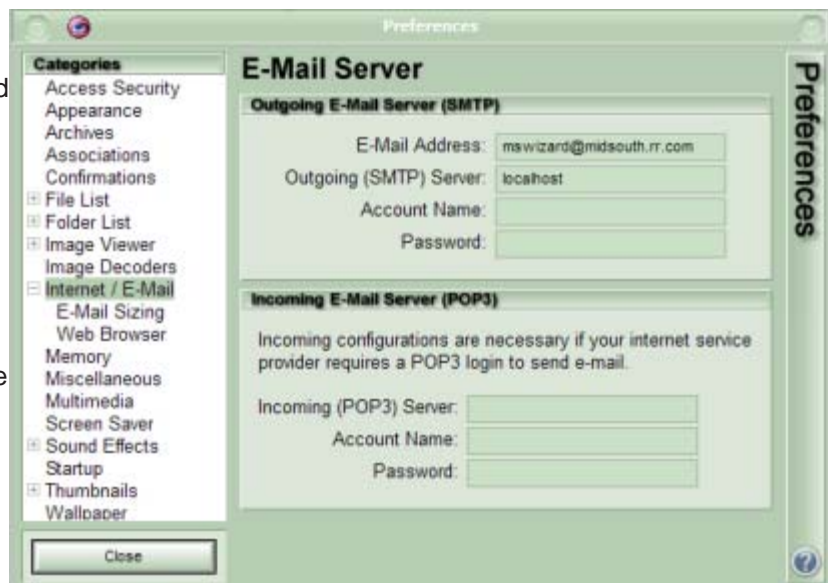 Preferences
Categories
Access Security
Appearance
Archives
Associations
Confirmations
File List
Folder List
Image Viewer
Image Decoders
Internet / E-Mail
E-Mail Sizing
Web Browser
Memory
Miscellaneous
Multimedia
Screen Saver
Sound Effects
Startup
Thumbnails
Wallpaper
Close
E-Mail Server
Outgoing E-Mail Server (SMTP)
E-Mail Address: mswizard@midsouth.rr.com
Outgoing (SMTP) Server: localhost
Account Name:
Password:
Incoming E-Mail Server (POP3)
Incoming configurations are necessary if your internet service
provider requires a POP3 login to send e-mail.
Incoming (POP3) Server:
Account Name:
Password:
Preferences
?
d
e